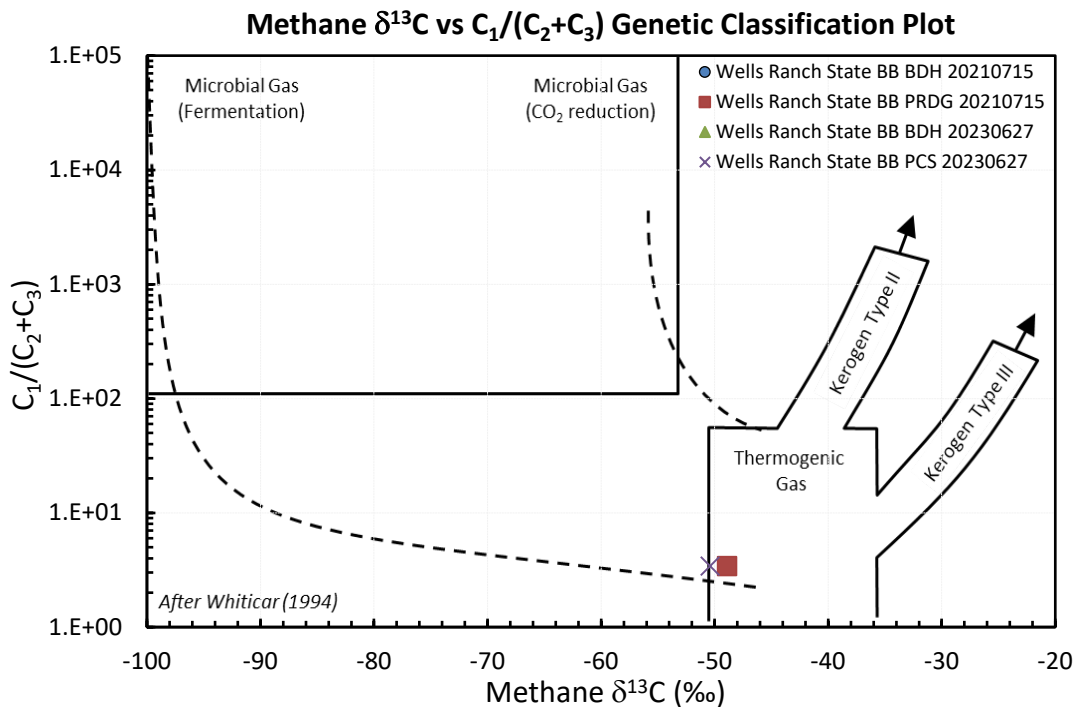 Methane δ¹³C vs C₁/(C₂+C₃) Genetic Classification Plot
C₁/(C₂+C₃)
1.E+05
1.E+04
1.E+03
1.E+02
1.E+01
1.E+00
Microbial Gas
(Fermentation)
Microbial Gas
(CO₂ reduction)
Wells Ranch State BB BDH 20210715
Wells Ranch State BB PRDG 20210715
Wells Ranch State BB BDH 20230627
Wells Ranch State BB PCS 20230627
Kerogen Type II
Kerogen Type III
Thermogenic
Gas
After Whiticar (1994)
-100 -90 -80 -70 -60 -50 -40 -30 -20
Methane δ¹³C (‰)